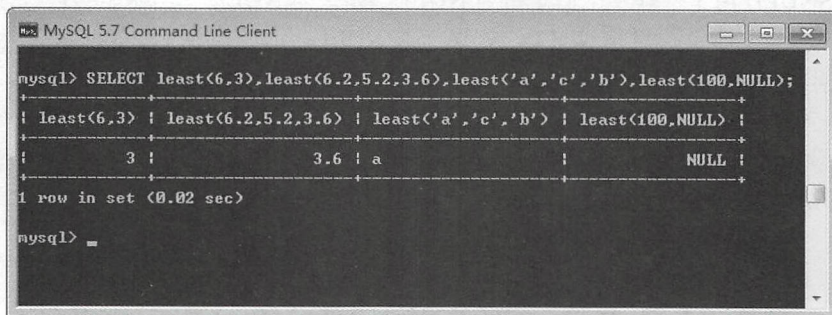 MySQL 5.7 Command Line Client
mysql> SELECT least(6,3),least(6.2,5.2,3.6),least('a','c','b'),least(100,NULL);
+------------+--------------------+--------------------+-----------------+
| least(6,3) | least(6.2,5.2,3.6) | least('a','c','b') | least(100,NULL) |
+------------+--------------------+--------------------+-----------------+
|          3 |                3.6 | a                  |            NULL |
+------------+--------------------+--------------------+-----------------+
1 row in set (0.02 sec)
mysql> _